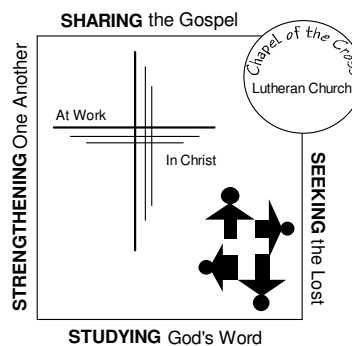 SHARING the Gospel
Chapel of the Cross
Lutheran Church
At Work
In Christ
STRENGTHENING One Another
SEEKING the Lost
STUDYING God's Word